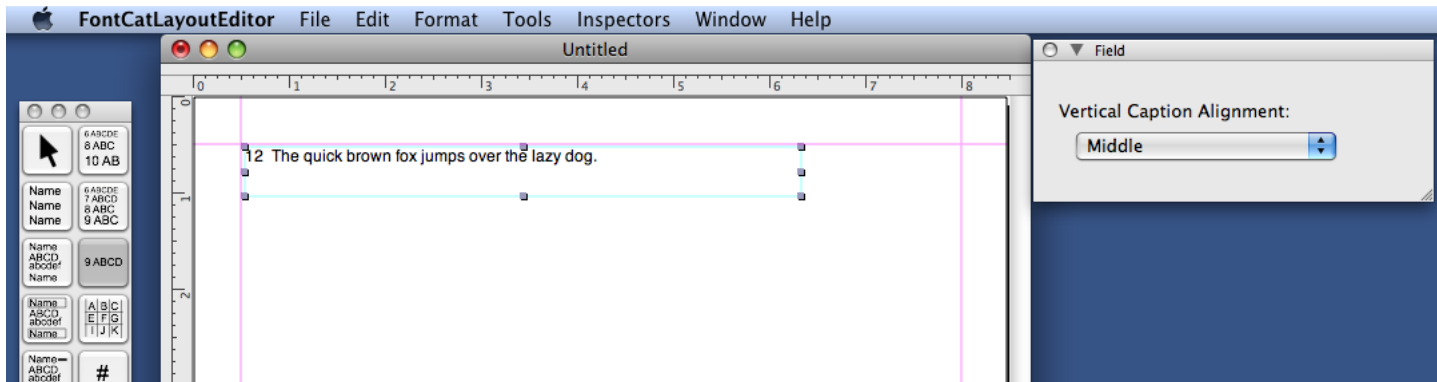 FontCatLayoutEditor File Edit Format Tools Inspectors Window Help
Untitled
Field
0 1 2 3 4 5 6 7 8
0
1
2
Vertical Caption Alignment:
Middle
12 The quick brown fox jumps over the lazy dog.
6 ABCDE
8 ABC
10 AB
Name
Name
Name
6 ABCDE
7 ABCD
8 ABC
9 ABC
Name
ABCD
abcdef
Name
9 ABCD
Name
ABCD
abcdef
Name
A B C
E F G
I J K
Name
ABCD
abcdef
#